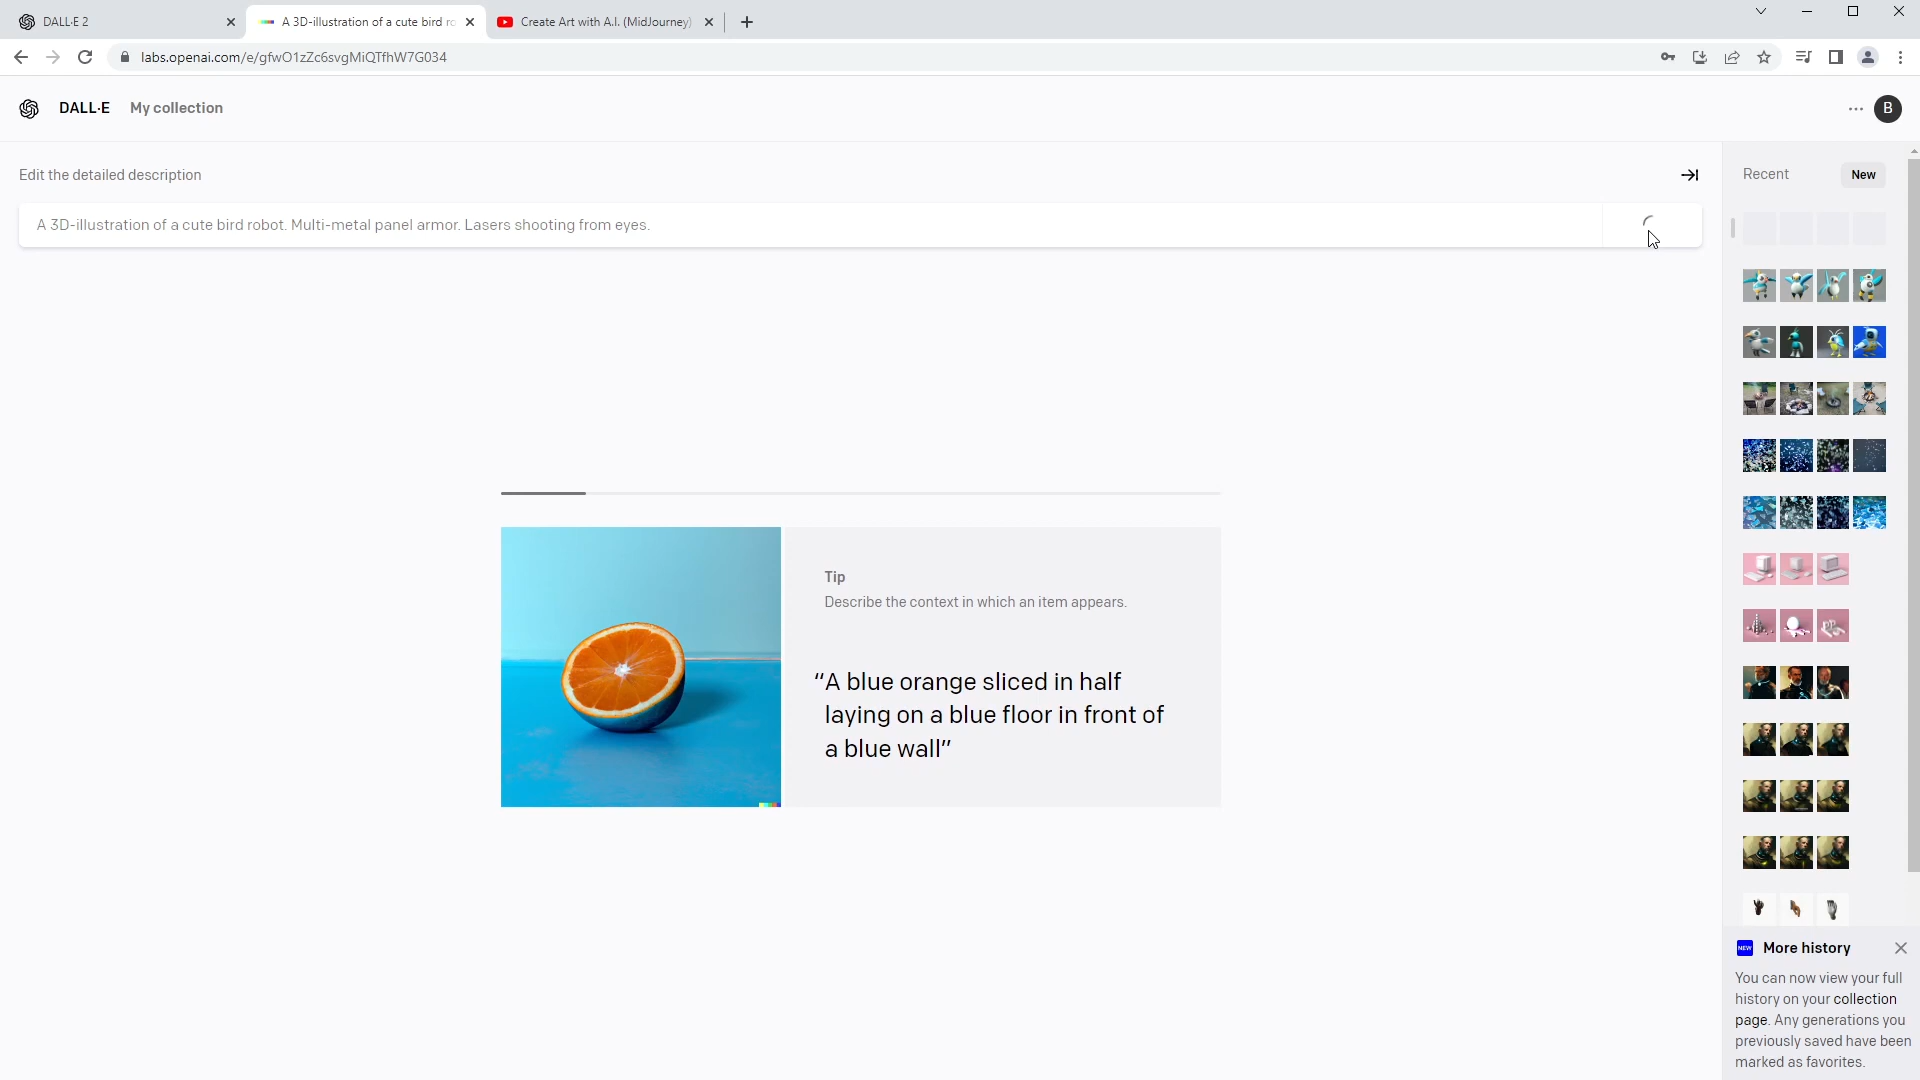 DALL·E 2
A 3D-illustration of a cute bird ro
Create Art with A.I. (MidJourney)
labs.openai.com/e/gfwO1zZc6svgMiQTfhW7G034
DALL·E My collection
B
Edit the detailed description
A 3D-illustration of a cute bird robot. Multi-metal panel armor. Lasers shooting from eyes.
Tip
Describe the context in which an item appears.
“A blue orange sliced in half
laying on a blue floor in front of
a blue wall”
Recent New
NEW More history
You can now view your full
history on your collection
page. Any generations you
previously saved have been
marked as favorites.